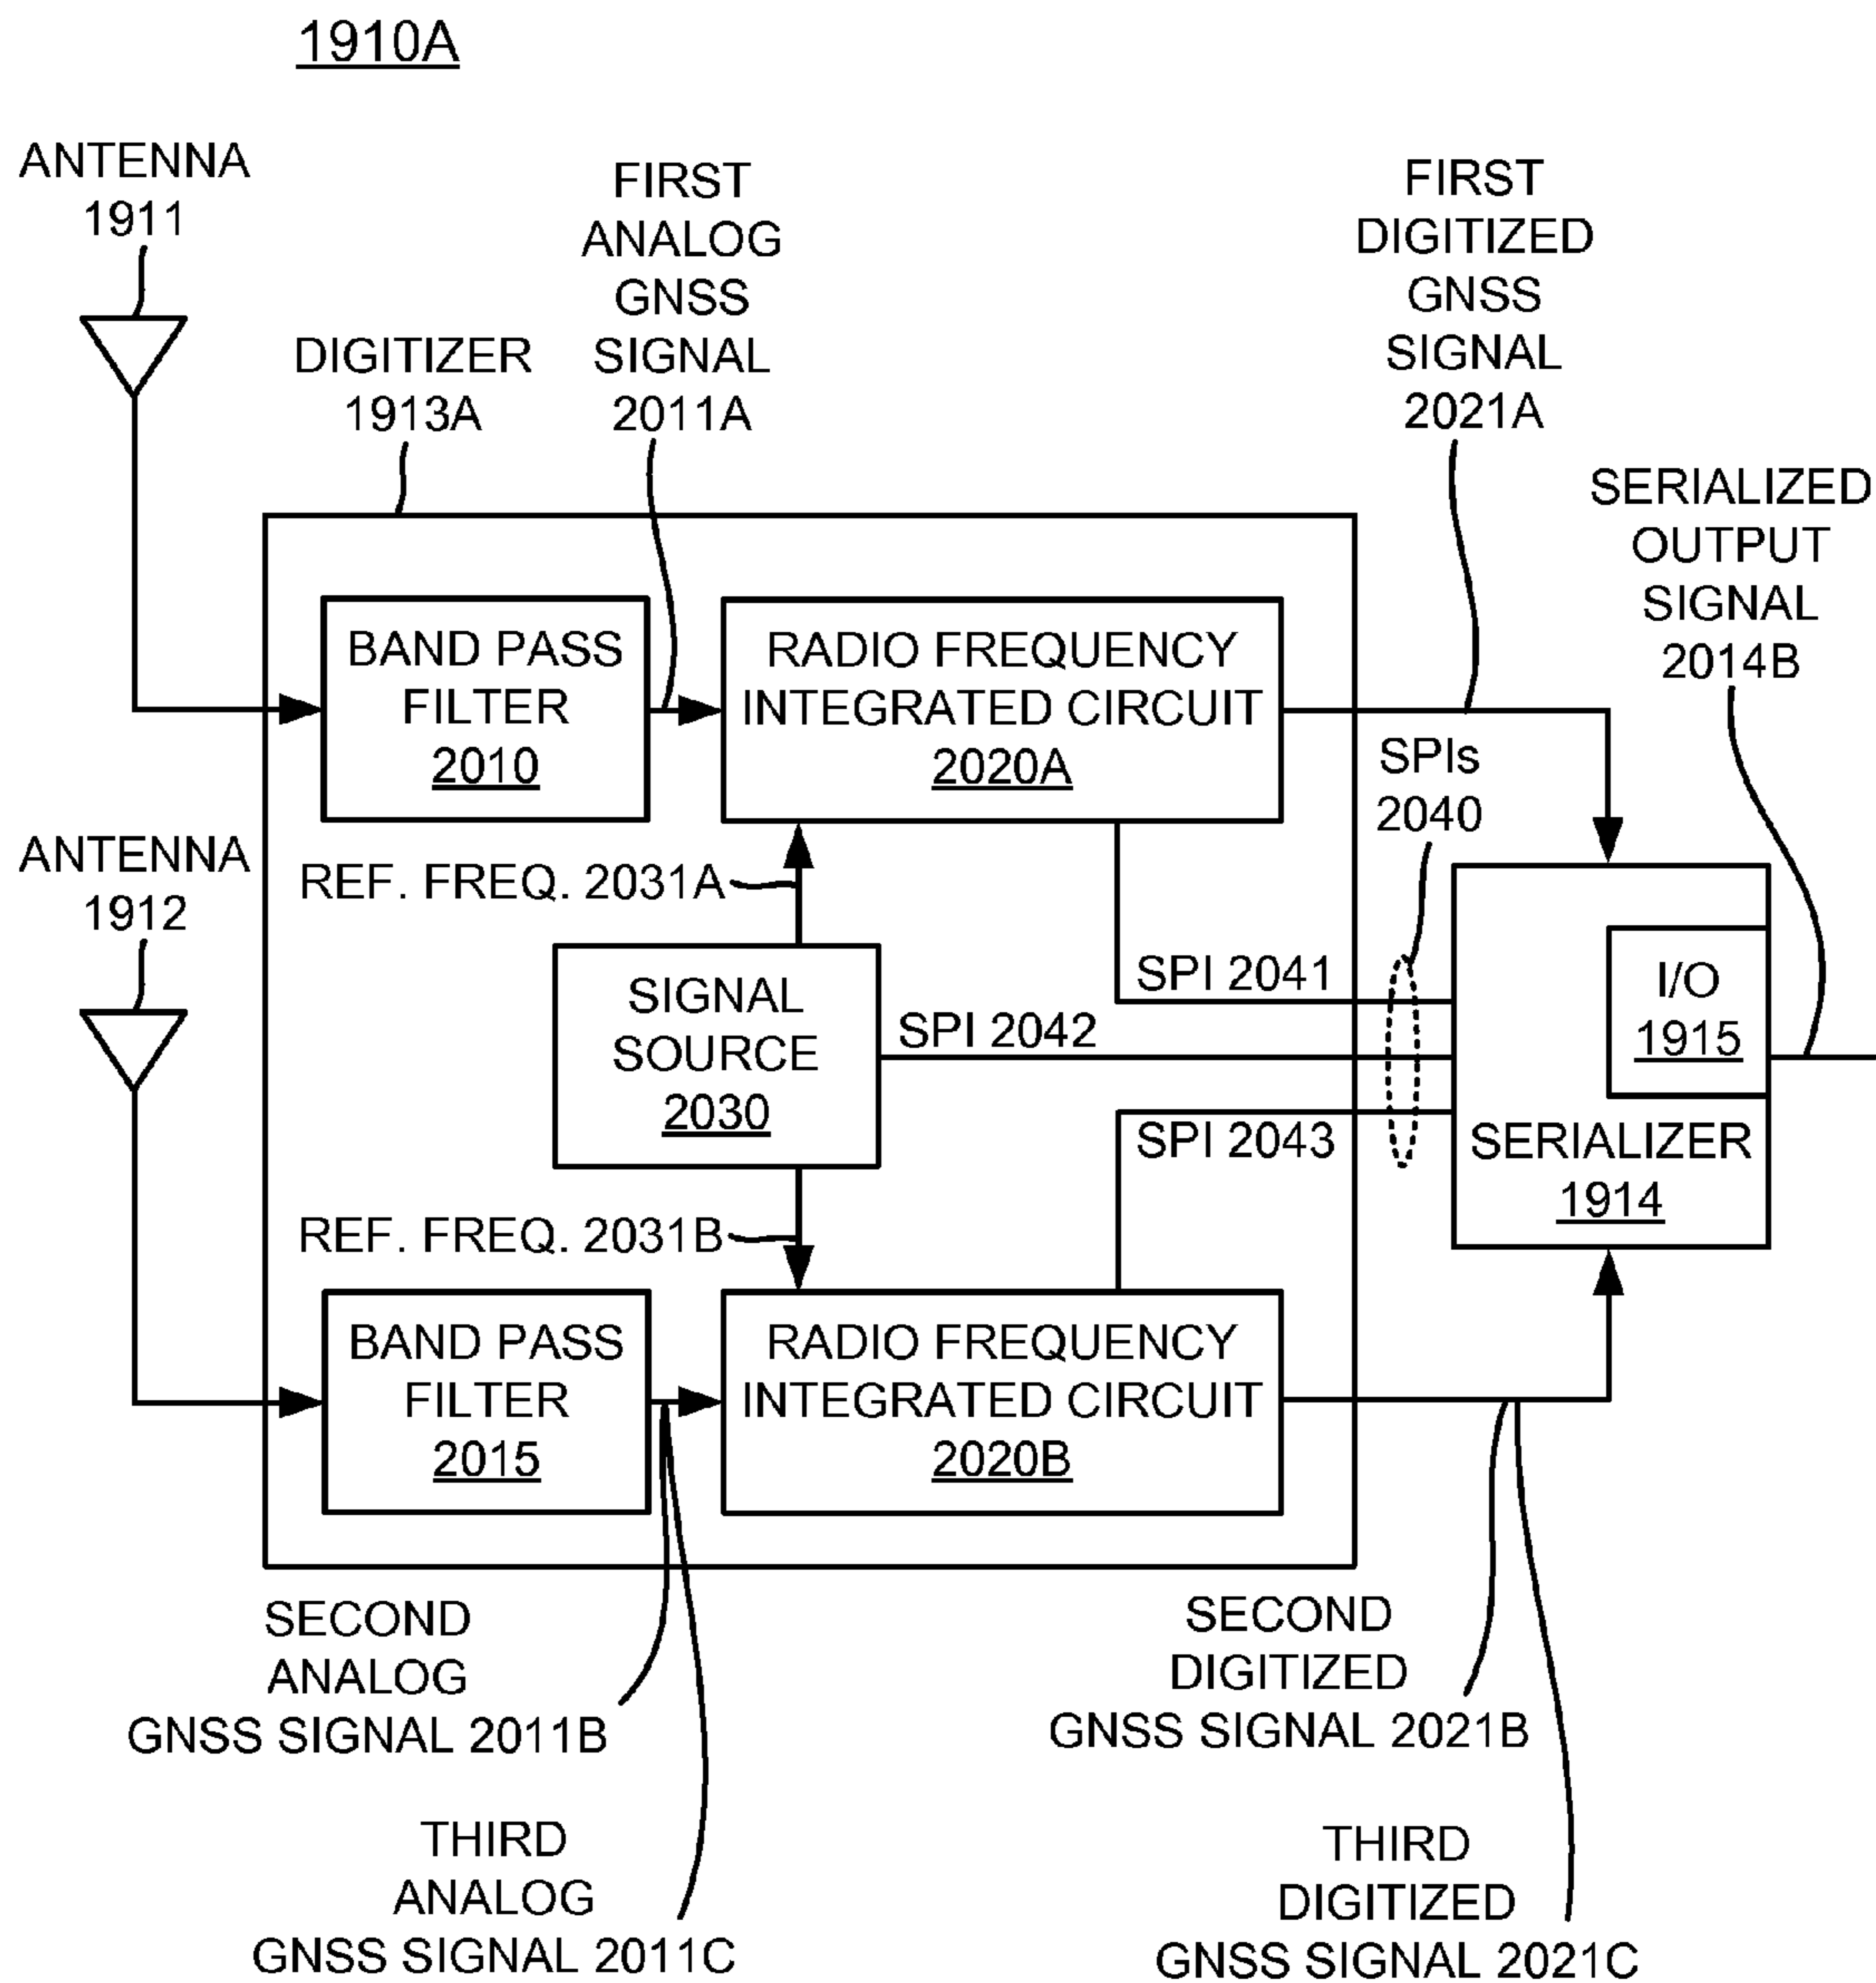 1910A
ANTENNA
1911
FIRST
ANALOG
GNSS
SIGNAL
2011A
FIRST
DIGITIZED
GNSS
SIGNAL
2021A
DIGITIZER
1913A
SERIALIZED
OUTPUT
SIGNAL
2014B
BAND PASS
FILTER
2010
RADIO FREQUENCY
INTEGRATED CIRCUIT
2020A
SPIs
2040
ANTENNA
1912
REF. FREQ. 2031A
SIGNAL
SOURCE
2030
SPI 2041
SPI 2042
SPI 2043
I/O
1915
SERIALIZER
1914
REF. FREQ. 2031B
BAND PASS
FILTER
2015
RADIO FREQUENCY
INTEGRATED CIRCUIT
2020B
SECOND
ANALOG
GNSS SIGNAL 2011B
SECOND
DIGITIZED
GNSS SIGNAL 2021B
THIRD
ANALOG
GNSS SIGNAL 2011C
THIRD
DIGITIZED
GNSS SIGNAL 2021C